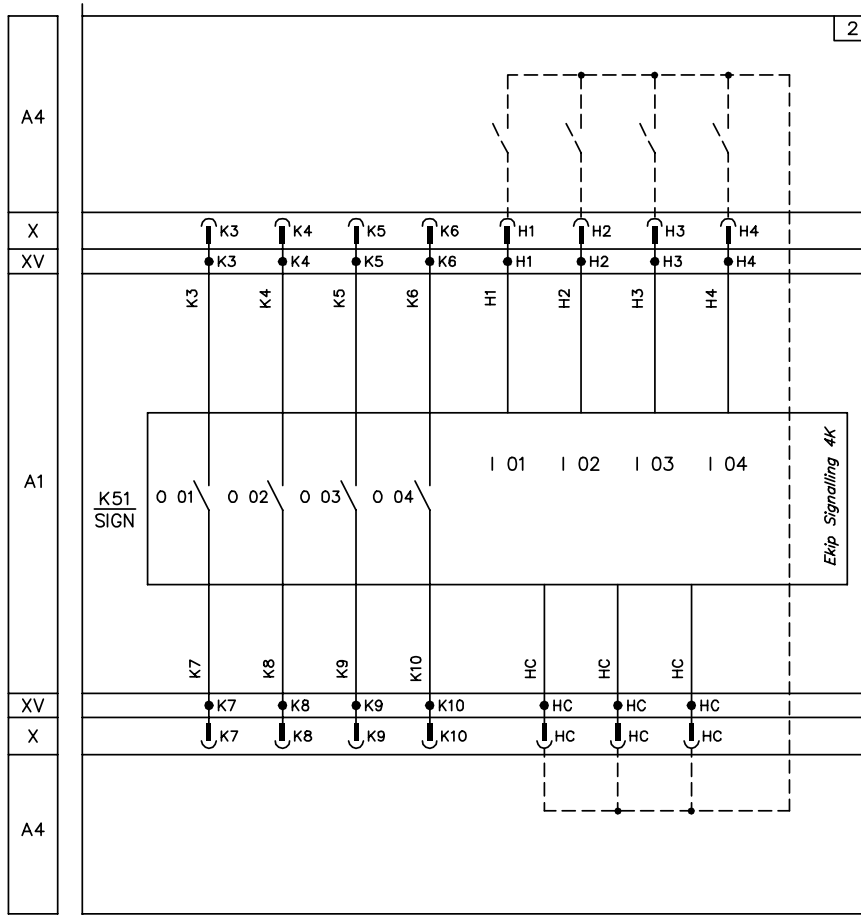 2
A4
X
K3 K4 K5 K6 H1 H2 H3 H4
XV
K3 K4 K5 K6 H1 H2 H3 H4
K3 K4 K5 K6 H1 H2 H3 H4
A1
I 01 I 02 I 03 I 04
K51
SIGN
O 01 O 02 O 03 O 04
Ekip Signalling 4K
K7 K8 K9 K10 HC HC HC
XV
K7 K8 K9 K10 HC HC HC
X
K7 K8 K9 K10 HC HC HC
A4